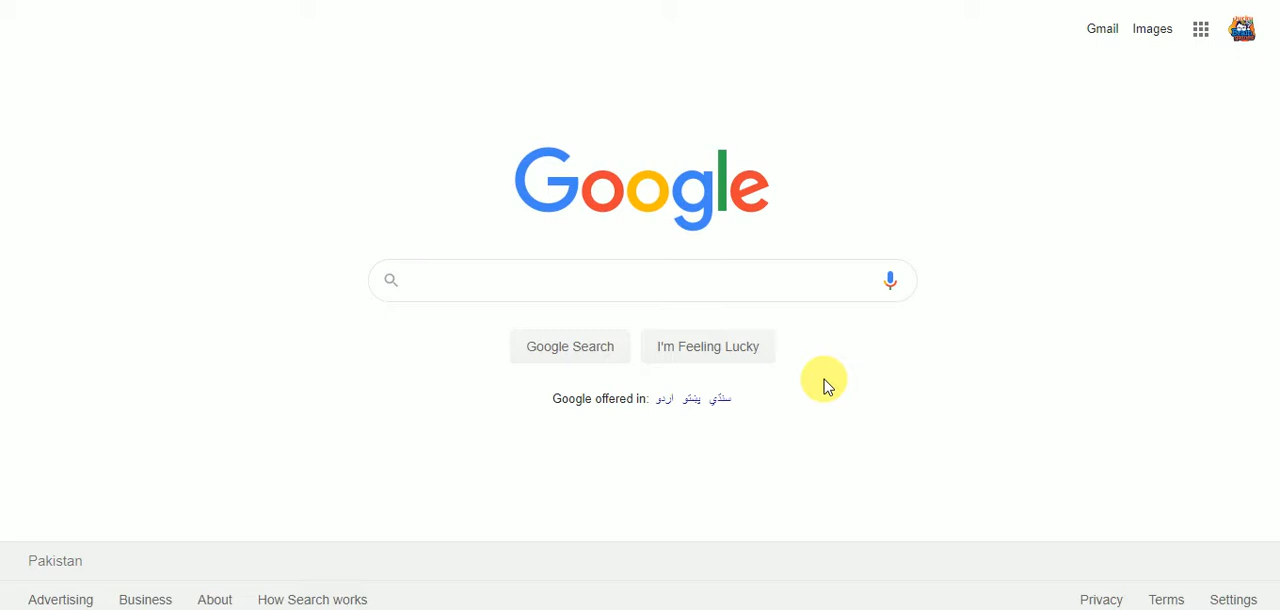 Gmail Images
Google
Google Search I'm Feeling Lucky
Google offered in: اردو پښتو سنڌي
Pakistan
Advertising Business About How Search works Privacy Terms Settings